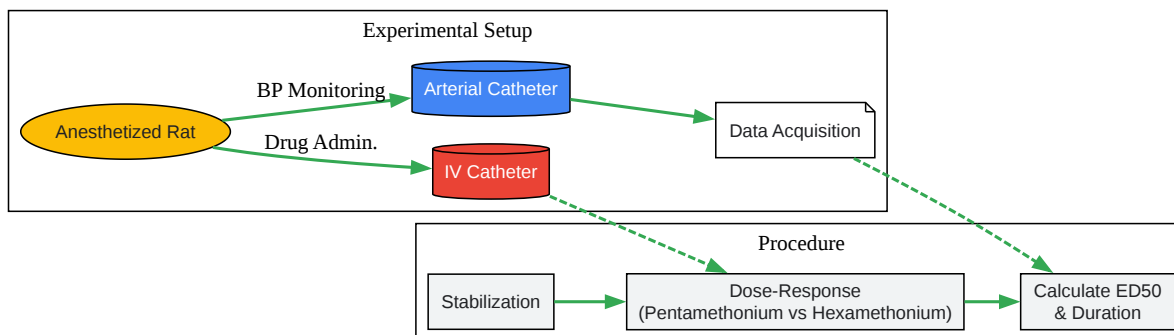 Experimental Setup
BP Monitoring
Arterial Catheter
Anesthetized Rat
Data Acquisition
Drug Admin.
IV Catheter
Procedure
Stabilization
Dose-Response
(Pentamethonium vs Hexamethonium)
Calculate ED50
& Duration